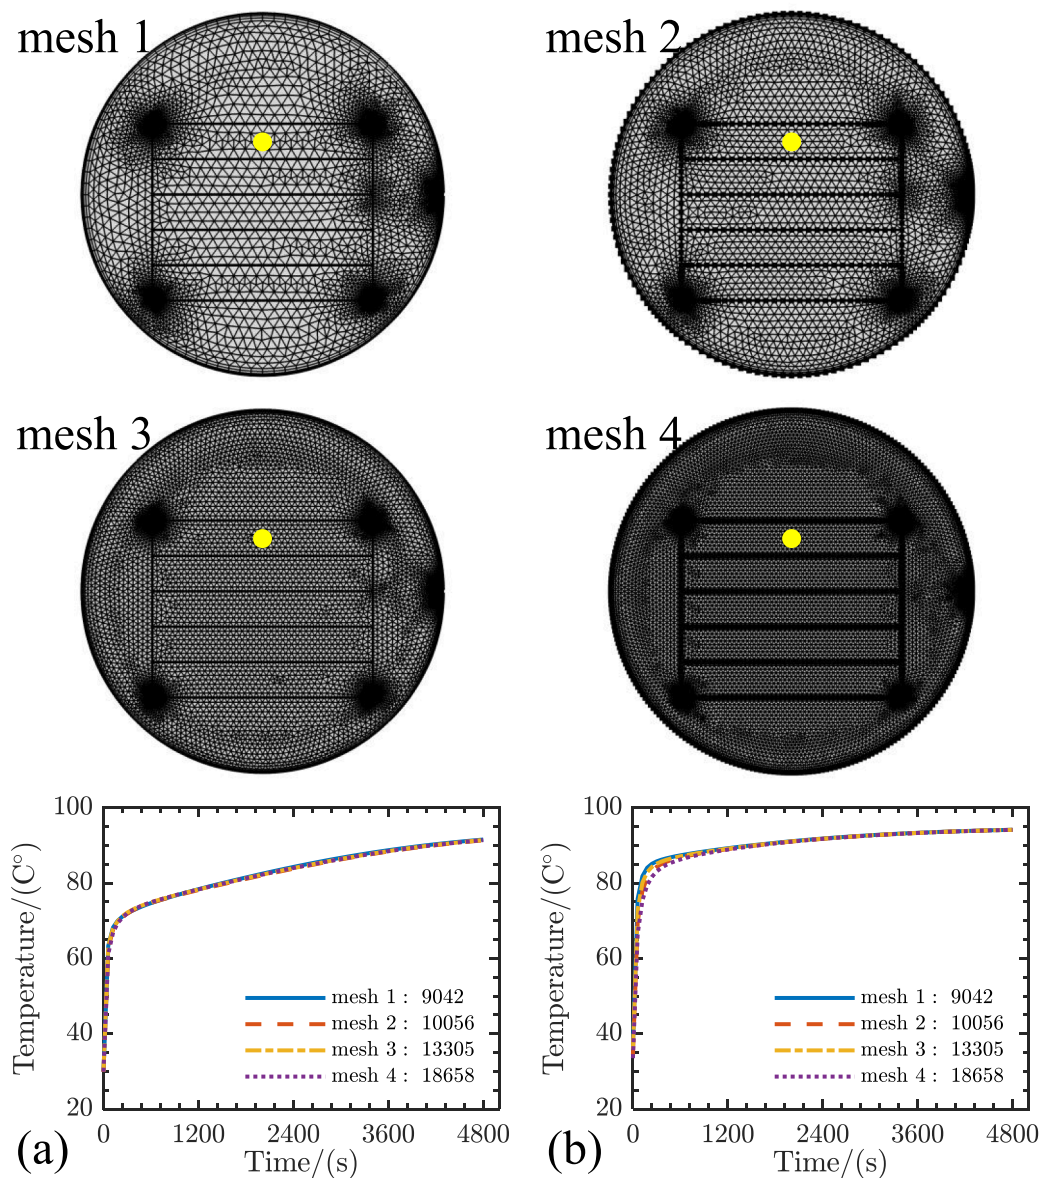 mesh 1
mesh 2
mesh 3
mesh 4
100
80
60
40
20
Temperature/(C°)
mesh 1 : 9042
mesh 2 : 10056
mesh 3 : 13305
mesh 4 : 18658
0 1200 2400 3600 4800
Time/(s)
(a)
100
80
60
40
20
Temperature/(C°)
mesh 1 : 9042
mesh 2 : 10056
mesh 3 : 13305
mesh 4 : 18658
0 1200 2400 3600 4800
Time/(s)
(b)